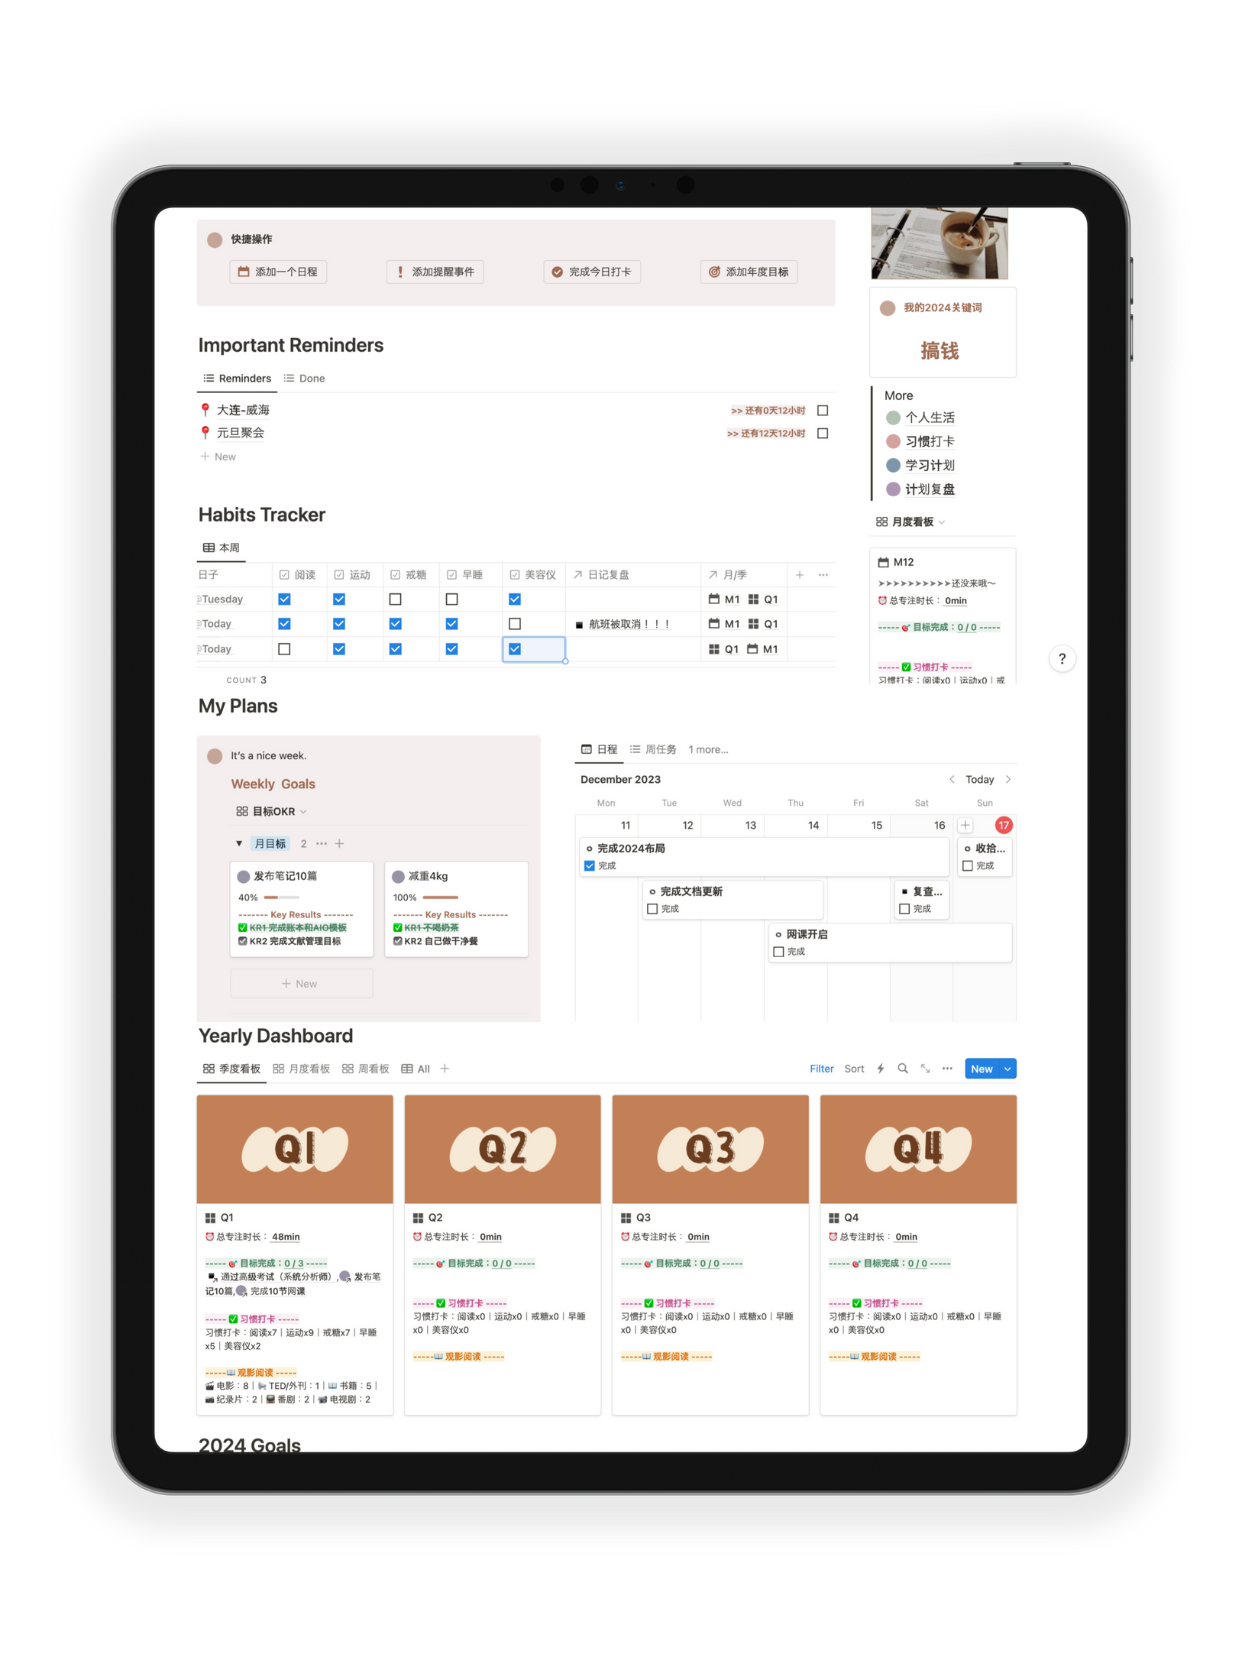 快捷操作
添加一个日程
添加提醒事件
完成今日打卡
添加年度目标
我的2024关键词
搞钱
Important Reminders
Reminders
Done
大连-威海
>> 还有0天12小时
元旦聚会
>> 还有12天12小时
+ New
More
个人生活
习惯打卡
学习计划
计划复盘
月度看板
M12
➤➤➤➤➤➤➤➤➤➤还没来哦~
总专注时长： 0min
----- 🎯 目标完成：0 / 0 -----
----- ✅ 习惯打卡 -----
习惯打卡：阅读x0 | 运动x0 | 戒
?
Habits Tracker
本周
日子 阅读 运动 戒糖 早睡 美容仪 日记复盘 月/季 + ···
@Tuesday M1 Q1
@Today 航班被取消！！！ M1 Q1
@Today Q1 M1
COUNT 3
My Plans
It's a nice week.
Weekly Goals
目标OKR
月目标 2 ··· +
发布笔记10篇
40%
------- Key Results -------
✅ KR1 完成账本和AIO模板
KR2 完成文献管理目标
减重4kg
100%
------- Key Results -------
✅ KR1 不喝奶茶
KR2 自己做干净餐
+ New
日程 周任务 1 more...
December 2023 < Today >
Mon Tue Wed Thu Fri Sat Sun
11 12 13 14 15 16 + 17
完成2024布局
完成
收拾...
完成
完成文档更新
完成
复查...
完成
网课开启
完成
Yearly Dashboard
季度看板 月度看板 周看板 All +
Filter Sort ··· New
Q1
Q2
Q3
Q4
Q1
总专注时长： 48min
----- 🎯 目标完成：0 / 3 -----
通过高级考试（系统分析师）, 发布笔
记10篇, 完成10节网课
----- ✅ 习惯打卡 -----
习惯打卡：阅读x7 | 运动x9 | 戒糖x7 | 早睡
x5 | 美容仪x2
-----📖 观影阅读 -----
电影：8 | TED/外刊：1 | 书籍：5 |
纪录片：2 | 番剧：2 | 电视剧：2
Q2
总专注时长： 0min
----- 🎯 目标完成：0 / 0 -----
----- ✅ 习惯打卡 -----
习惯打卡：阅读x0 | 运动x0 | 戒糖x0 | 早睡
x0 | 美容仪x0
-----📖 观影阅读 -----
Q3
总专注时长： 0min
----- 🎯 目标完成：0 / 0 -----
----- ✅ 习惯打卡 -----
习惯打卡：阅读x0 | 运动x0 | 戒糖x0 | 早睡
x0 | 美容仪x0
-----📖 观影阅读 -----
Q4
总专注时长： 0min
----- 🎯 目标完成：0 / 0 -----
----- ✅ 习惯打卡 -----
习惯打卡：阅读x0 | 运动x0 | 戒糖x0 | 早睡
x0 | 美容仪x0
-----📖 观影阅读 -----
2024 Goals